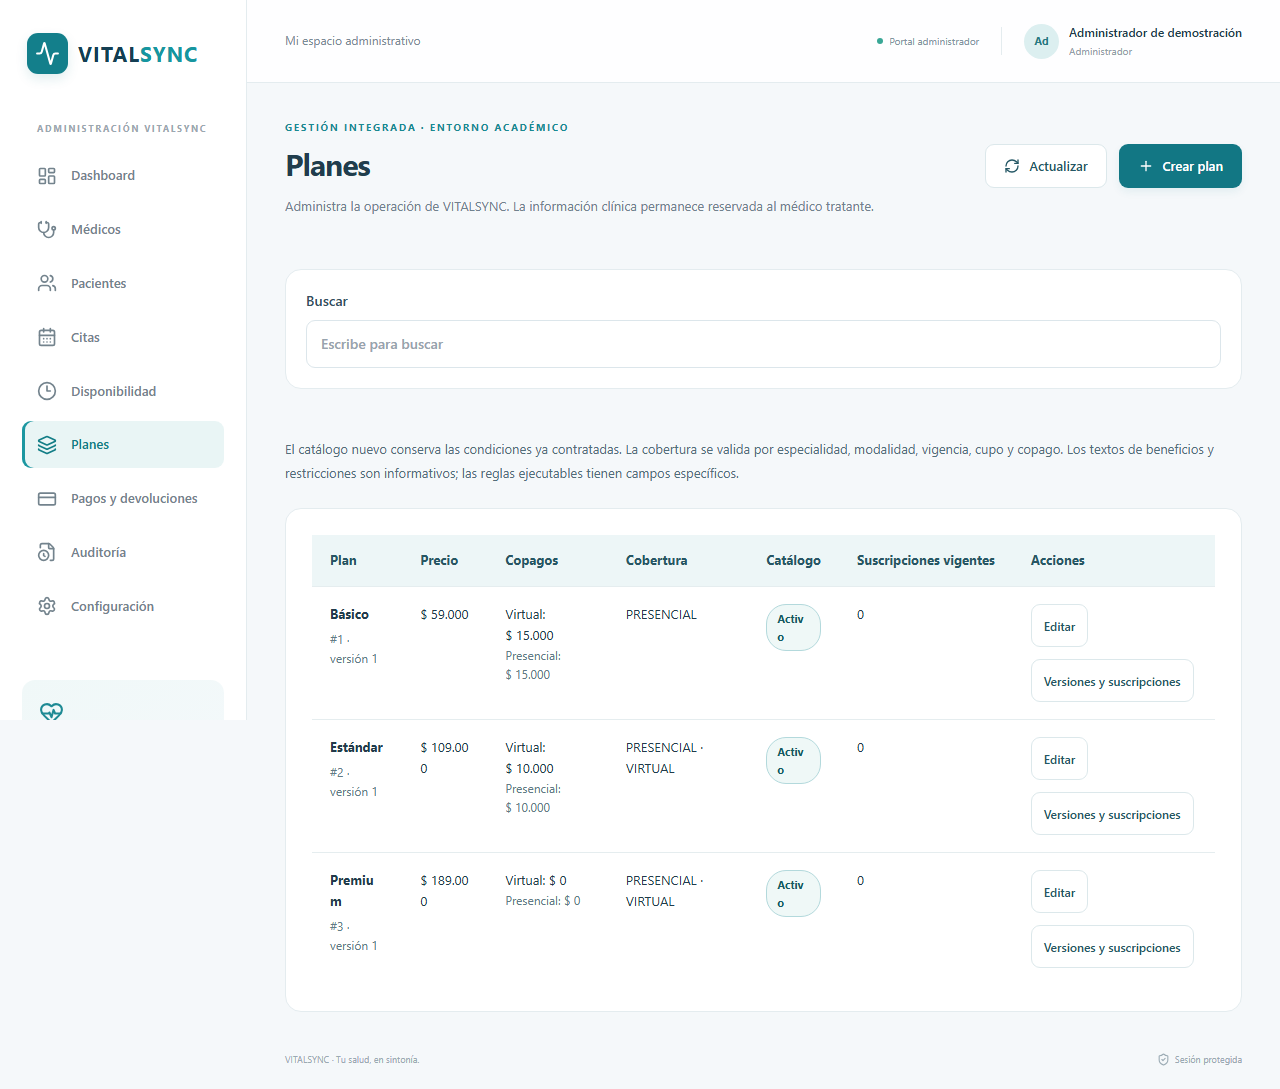 VITALSYNC
ADMINISTRACIÓN VITALSYNC
Dashboard
Médicos
Pacientes
Citas
Disponibilidad
Planes
Pagos y devoluciones
Auditoría
Configuración
Mi espacio administrativo
Portal administrador
Ad
Administrador de demostración
Administrador
GESTIÓN INTEGRADA · ENTORNO ACADÉMICO
Planes
Actualizar
Crear plan
Administra la operación de VITALSYNC. La información clínica permanece reservada al médico tratante.
Buscar
Escribe para buscar
El catálogo nuevo conserva las condiciones ya contratadas. La cobertura se valida por especialidad, modalidad, vigencia, cupo y copago. Los textos de beneficios y
restricciones son informativos; las reglas ejecutables tienen campos específicos.
Plan Precio Copagos Cobertura Catálogo Suscripciones vigentes Acciones
Básico
#1 ·
versión 1
$ 59.000
Virtual:
$ 15.000
Presencial:
$ 15.000
PRESENCIAL
Activ
o
0
Editar
Versiones y suscripciones
Estándar
#2 ·
versión 1
$ 109.00
0
Virtual:
$ 10.000
Presencial:
$ 10.000
PRESENCIAL ·
VIRTUAL
Activ
o
0
Editar
Versiones y suscripciones
Premiu
m
#3 ·
versión 1
$ 189.00
0
Virtual: $ 0
Presencial: $ 0
PRESENCIAL ·
VIRTUAL
Activ
o
0
Editar
Versiones y suscripciones
VITALSYNC · Tu salud, en sintonía.
Sesión protegida